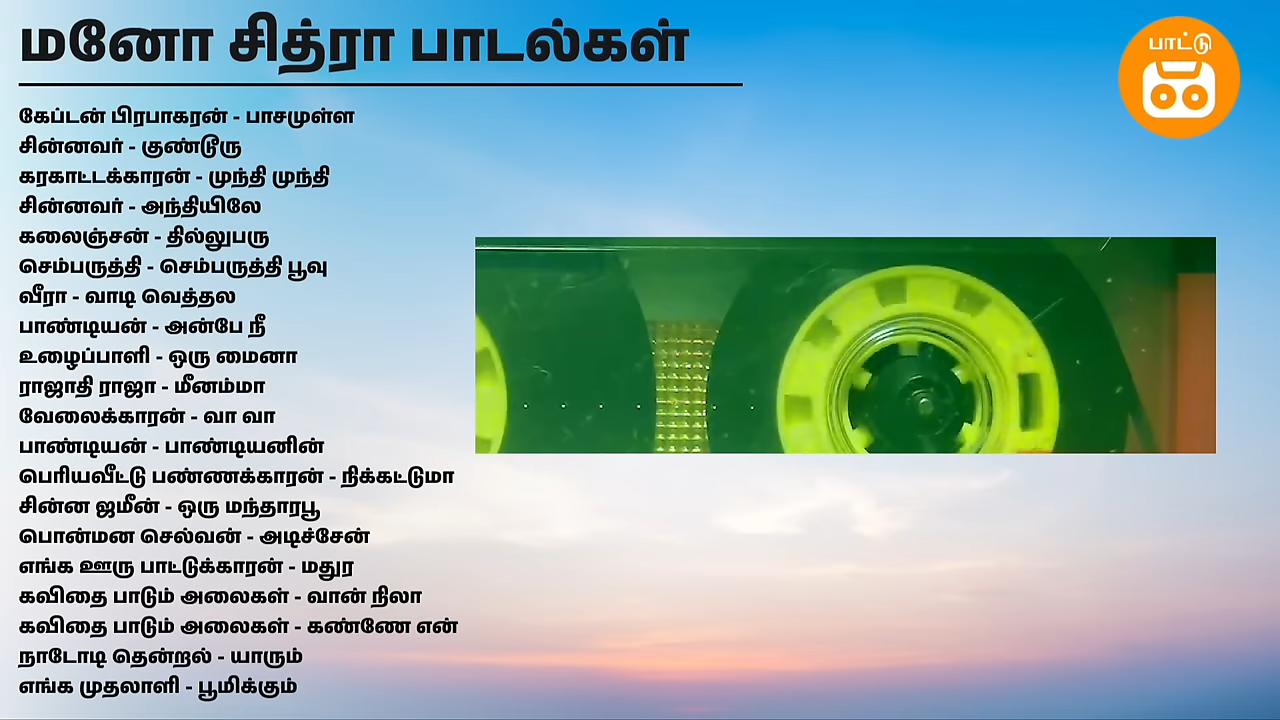 மனோ சித்ரா பாடல்கள்
பாட்டு
கேப்டன் பிரபாகரன் - பாசமுள்ள
சின்னவர் - குண்டூரு
கரகாட்டக்காரன் - முந்தி முந்தி
சின்னவர் - அந்தியிலே
கலைஞ்சன் - தில்லுபரு
செம்பருத்தி - செம்பருத்தி பூவு
வீரா - வாடி வெத்தல
பாண்டியன் - அன்பே நீ
உழைப்பாளி - ஒரு மைனா
ராஜாதி ராஜா - மீனம்மா
வேலைக்காரன் - வா வா
பாண்டியன் - பாண்டியனின்
பெரியவீட்டு பண்ணக்காரன் - நிக்கட்டுமா
சின்ன ஜமீன் - ஒரு மந்தாரபூ
பொன்மன செல்வன் - அடிச்சேன்
எங்க ஊரு பாட்டுக்காரன் - மதுர
கவிதை பாடும் அலைகள் - வான் நிலா
கவிதை பாடும் அலைகள் - கண்ணே என்
நாடோடி தென்றல் - யாரும்
எங்க முதலாளி - பூமிக்கும்